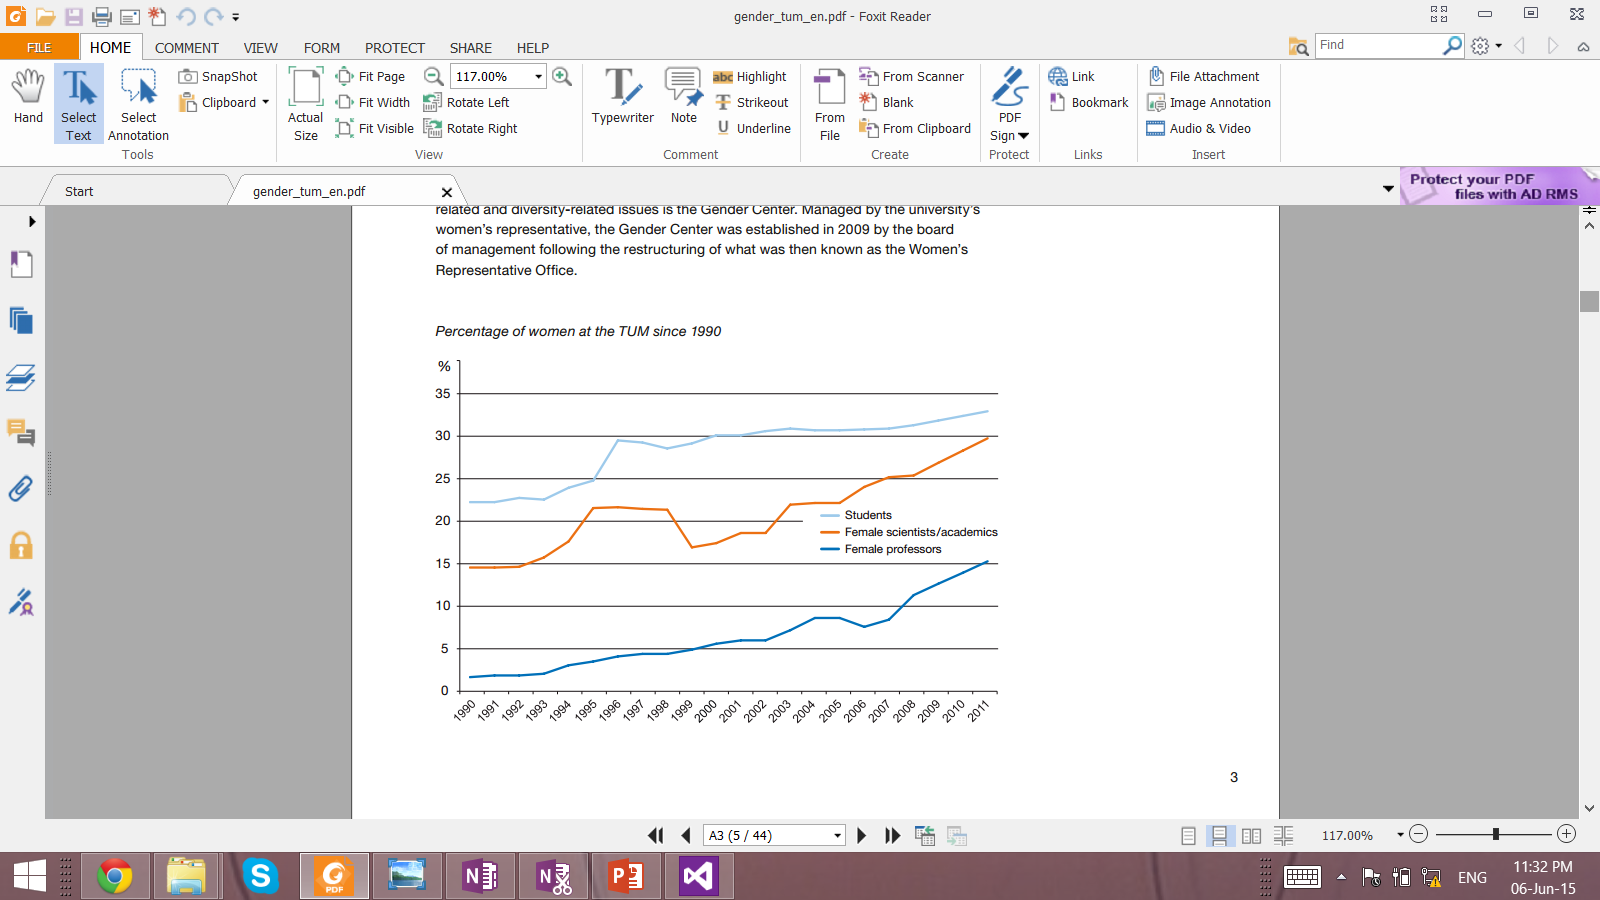 gender_tum_en.pdf - Foxit Reader
FILE HOME COMMENT VIEW FORM PROTECT SHARE HELP
Find
Hand
Select Text
Select Annotation
SnapShot
Clipboard
Tools
Actual Size
Fit Page
Fit Width
Fit Visible
117.00%
Rotate Left
Rotate Right
View
Typewriter
Note
abc Highlight
Strikeout
Underline
Comment
From File
From Scanner
Blank
From Clipboard
Create
PDF Sign
Protect
Link
Bookmark
Links
File Attachment
Image Annotation
Audio & Video
Insert
Start
gender_tum_en.pdf
Protect your PDF
files with AD RMS
related and diversity-related issues is the Gender Center. Managed by the university's
women's representative, the Gender Center was established in 2009 by the board
of management following the restructuring of what was then known as the Women's
Representative Office.
Percentage of women at the TUM since 1990
%
35
30
25
20
15
10
5
0
Students
Female scientists/academics
Female professors
1990 1991 1992 1993 1994 1995 1996 1997 1998 1999 2000 2001 2002 2003 2004 2005 2006 2007 2008 2009 2010 2011
3
A3 (5 / 44)
117.00%
PDF
ENG
11:32 PM
06-Jun-15